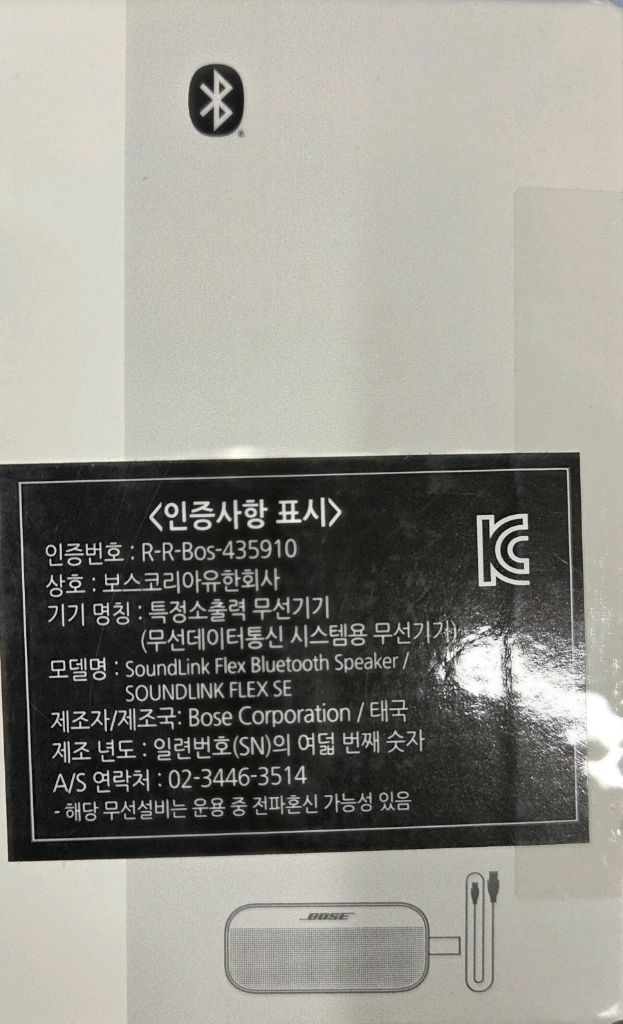 <인증사항 표시>
인증번호 : R-R-Bos-435910
상호 : 보스코리아유한회사
기기 명칭 : 특정소출력 무선기기
(무선데이터통신 시스템용 무선기기)
모델명 : SoundLink Flex Bluetooth Speaker /
SOUNDLINK FLEX SE
제조자/제조국: Bose Corporation / 태국
제조 년도 : 일련번호(SN)의 여덟 번째 숫자
A/S 연락처 : 02-3446-3514
- 해당 무선설비는 운용 중 전파혼신 가능성 있음
BOSE